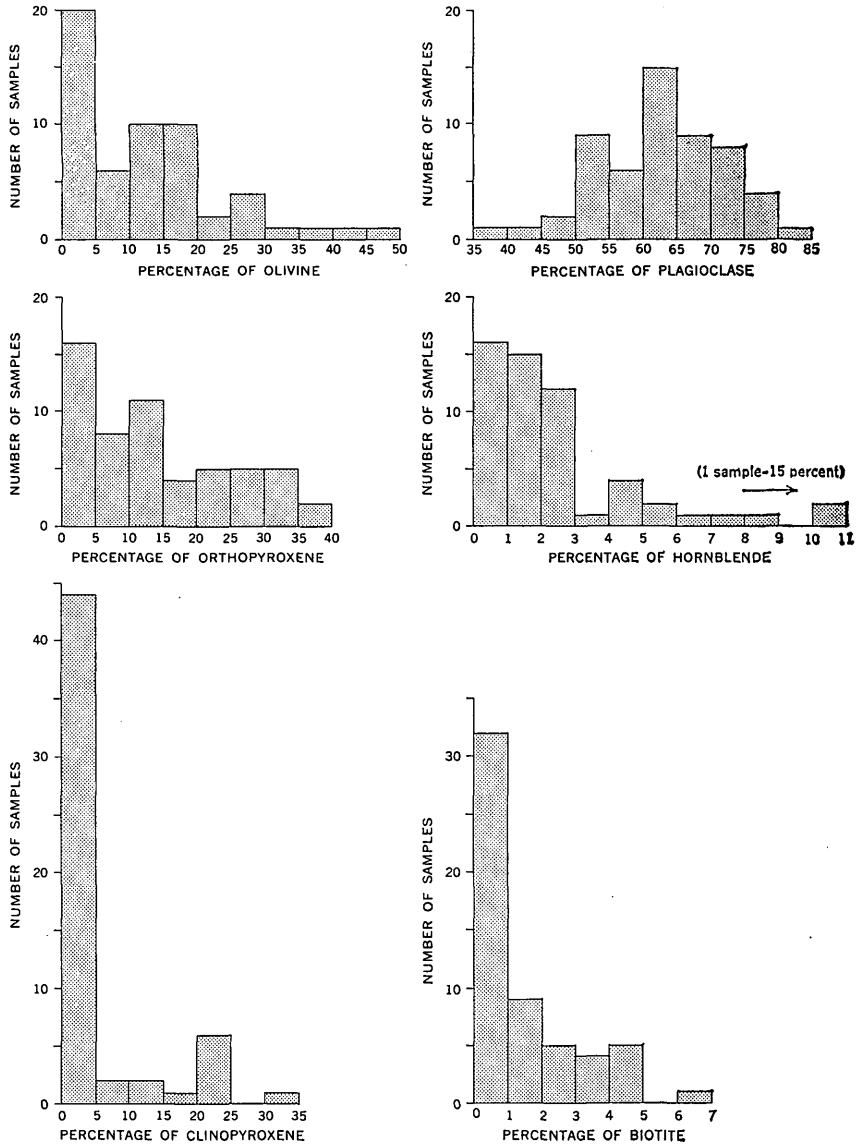 20
10
0
NUMBER OF SAMPLES
0 5 10 15 20 25 30 35 40 45 50
PERCENTAGE OF OLIVINE
20
10
0
NUMBER OF SAMPLES
35 40 45 50 55 60 65 70 75 80 85
PERCENTAGE OF PLAGIOCLASE
20
10
0
NUMBER OF SAMPLES
0 5 10 15 20 25 30 35 40
PERCENTAGE OF ORTHOPYROXENE
20
10
0
NUMBER OF SAMPLES
(1 sample-15 percent)
0 1 2 3 4 5 6 7 8 9 10 11
PERCENTAGE OF HORNBLENDE
40
30
20
10
0
NUMBER OF SAMPLES
0 5 10 15 20 25 30 35
PERCENTAGE OF CLINOPYROXENE
30
20
10
0
NUMBER OF SAMPLES
0 1 2 3 4 5 6 7
PERCENTAGE OF BIOTITE